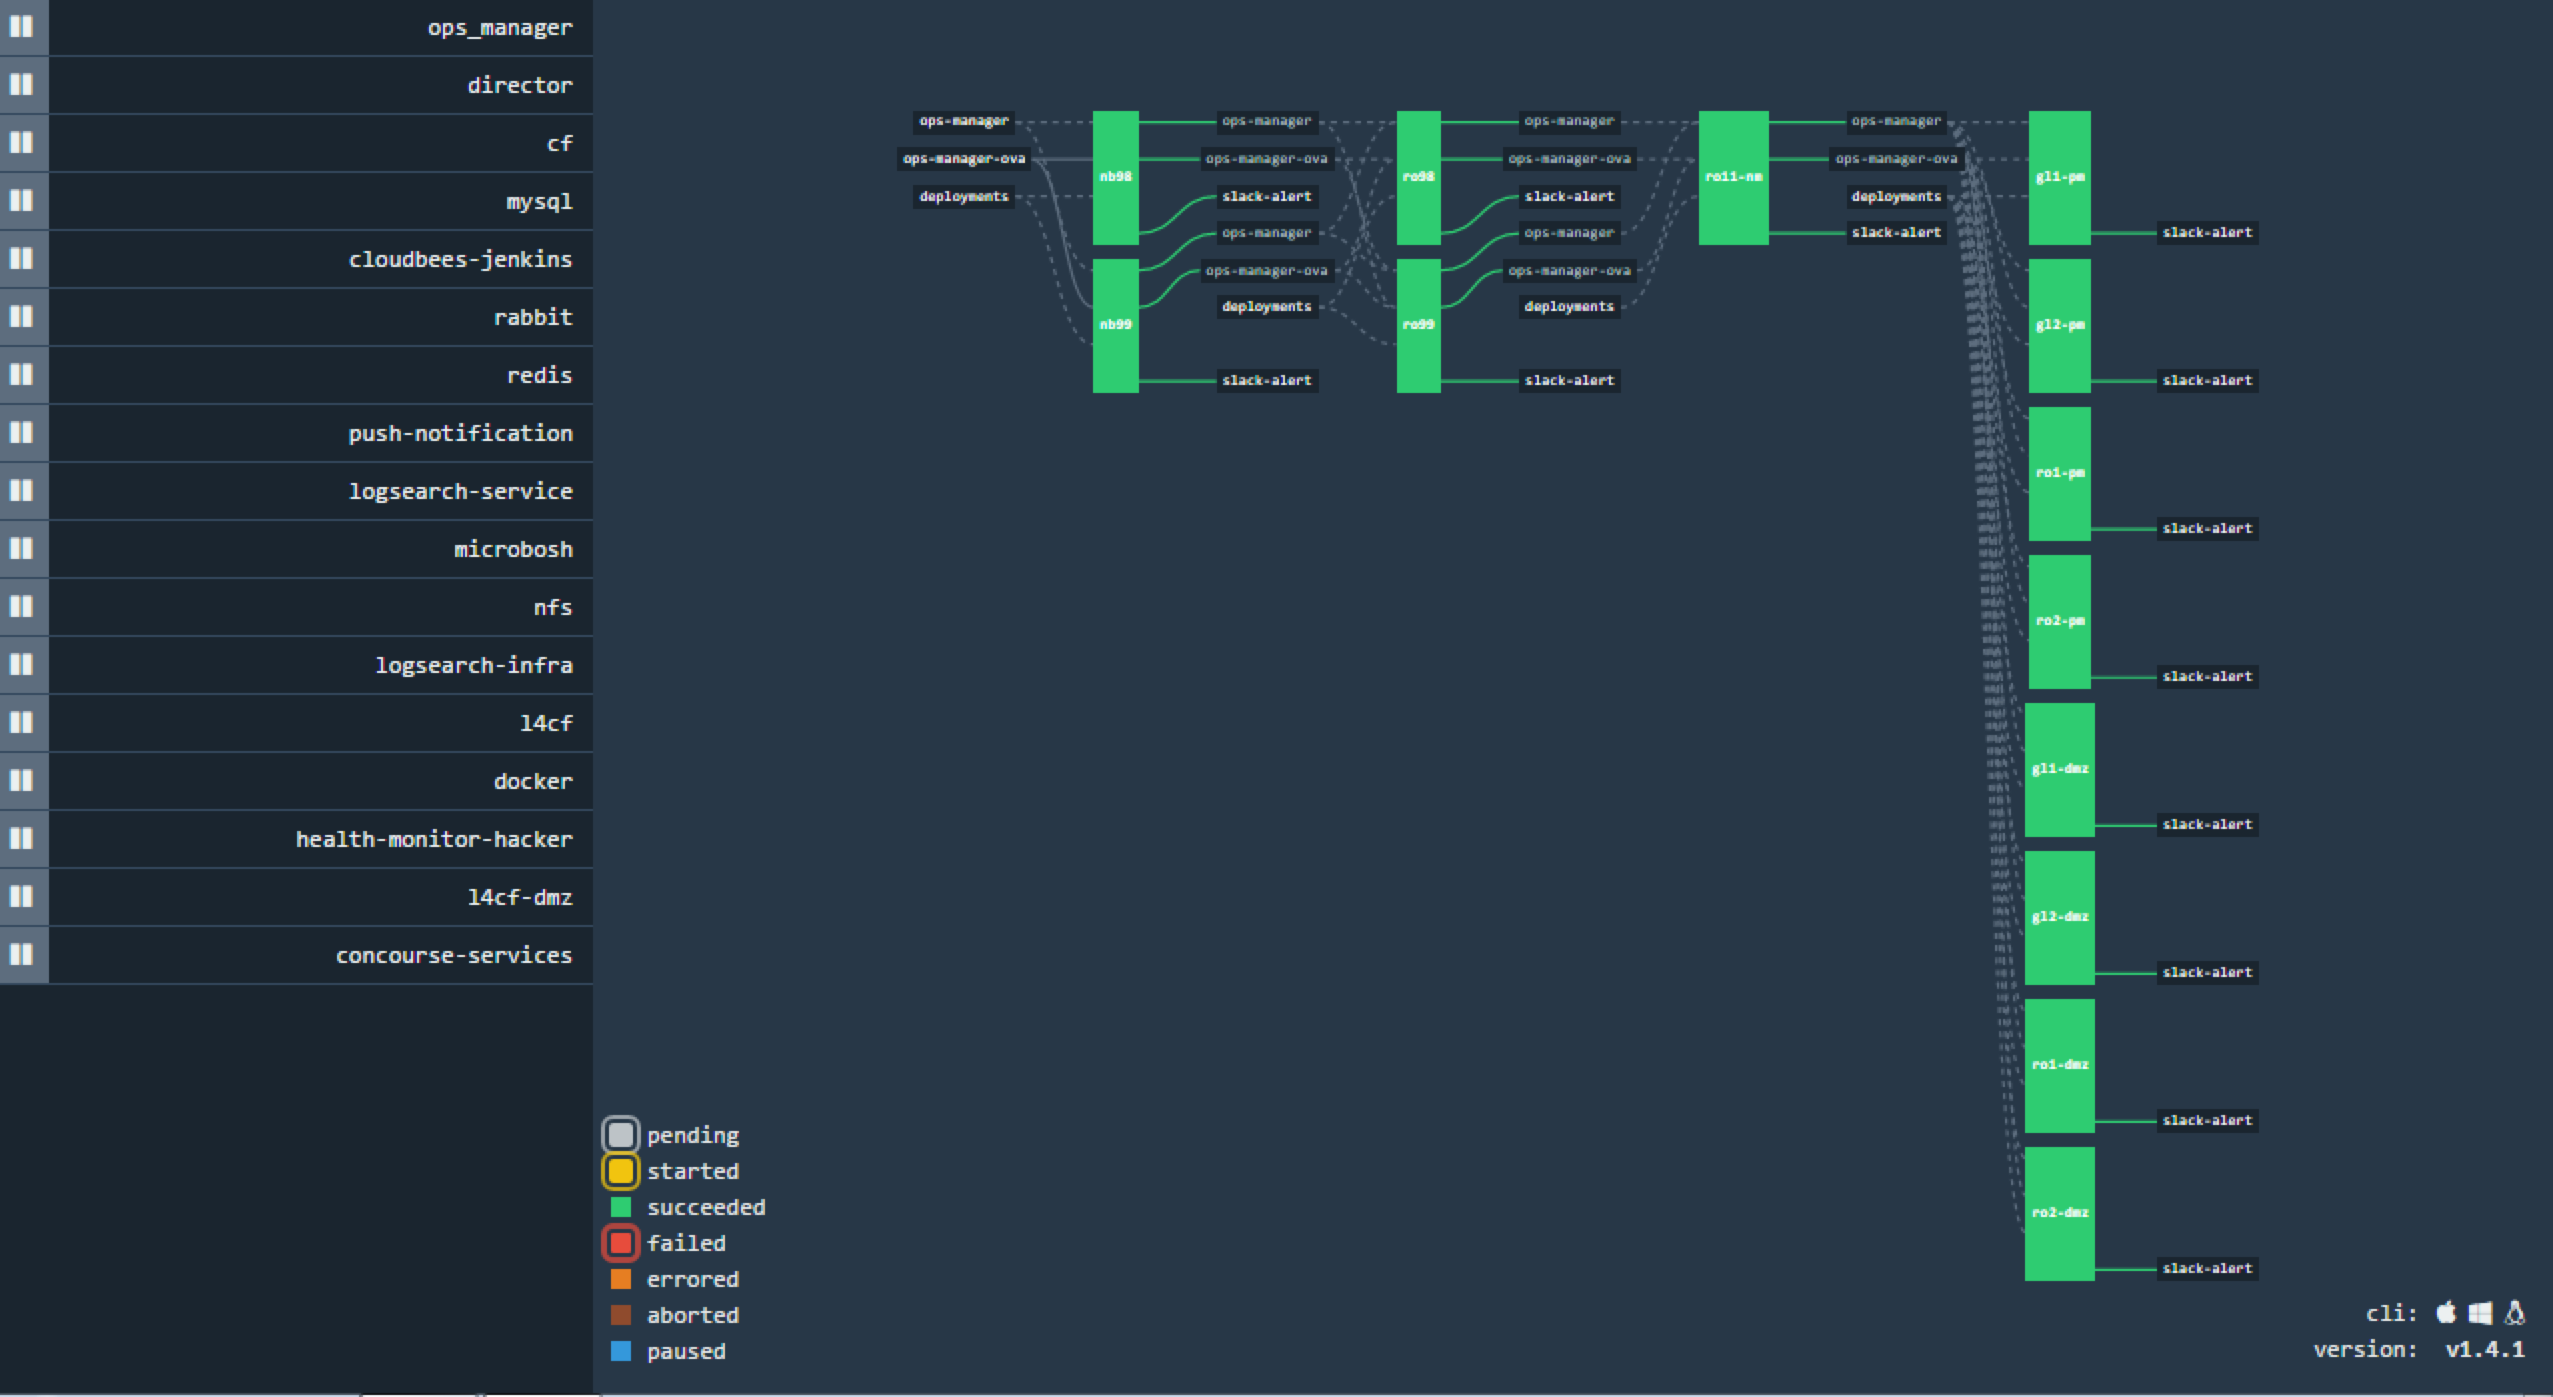 ops_manager
director
cf
mysql
cloudbees-jenkins
rabbit
redis
push-notification
logsearch-service
microbosh
nfs
logsearch-infra
l4cf
docker
health-monitor-hacker
l4cf-dmz
concourse-services
ops-manager
ops-manager-ova
deployments
nb98
nb99
ops-manager
ops-manager-ova
slack-alert
ops-manager
ops-manager-ova
deployments
slack-alert
ro98
ro99
ops-manager
ops-manager-ova
slack-alert
ops-manager
ops-manager-ova
deployments
slack-alert
ro11-nm
ops-manager
ops-manager-ova
deployments
slack-alert
gl1-pm
slack-alert
gl2-pm
slack-alert
ro1-pm
slack-alert
ro2-pm
slack-alert
gl1-dmz
slack-alert
gl2-dmz
slack-alert
ro1-dmz
slack-alert
ro2-dmz
slack-alert
pending
started
succeeded
failed
errored
aborted
paused
cli:
version: v1.4.1